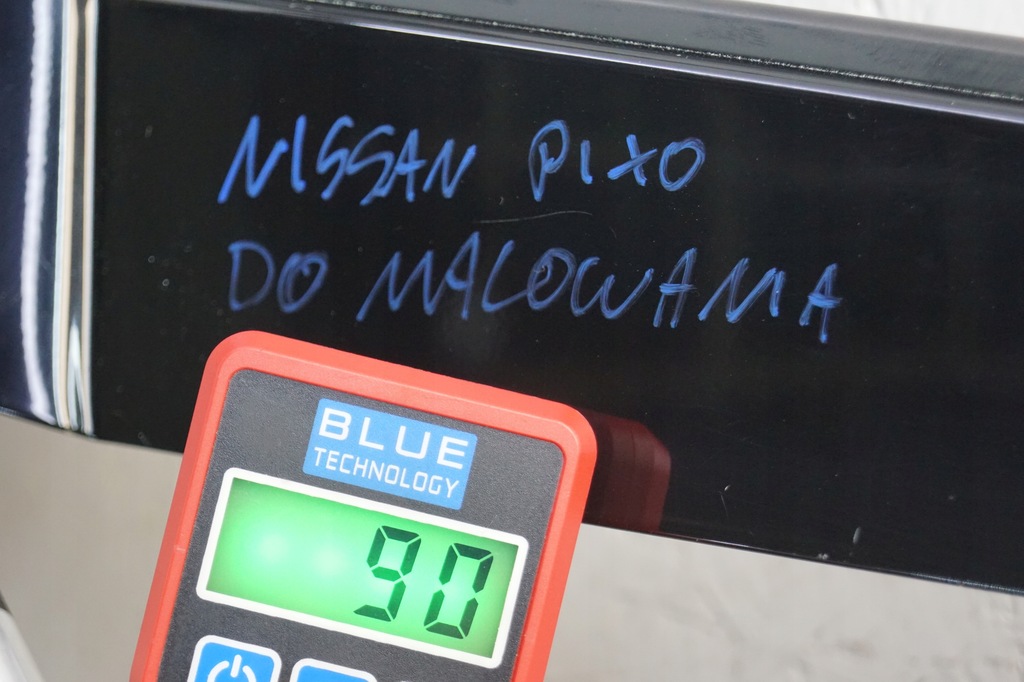 NISSAN PIXO
DO MALOWANIA
BLUE
TECHNOLOGY
90